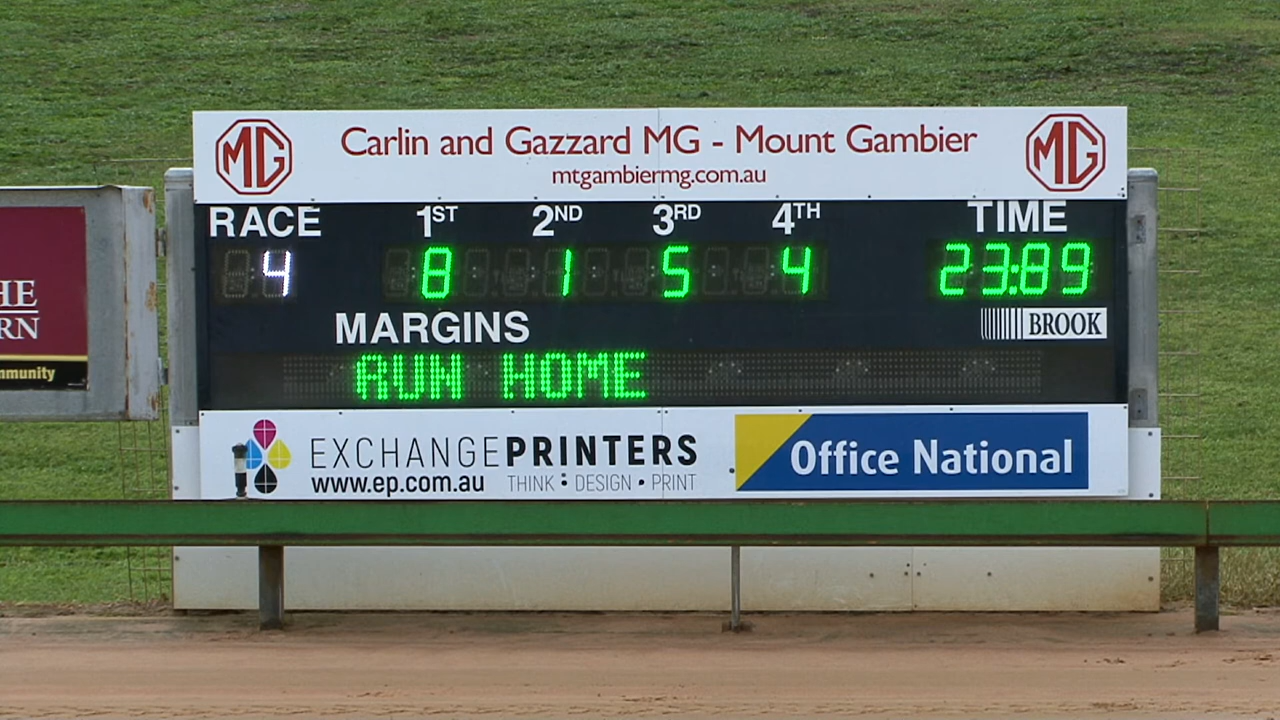 MG Carlin and Gazzard MG - Mount Gambier MG
mtgambiermg.com.au
RACE 1ST 2ND 3RD 4TH TIME
4 8 1 5 4 23:89
MARGINS
BROOK
RUN HOME
HE
RN
mmunity
EXCHANGEPRINTERS
www.ep.com.au THINK : DESIGN • PRINT
Office National